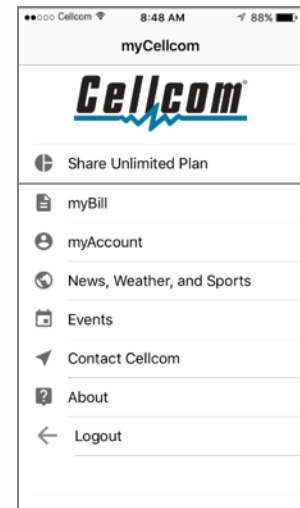 Cellcom 8:48 AM 88%
myCellcom
Cellcom
Share Unlimited Plan
myBill
myAccount
News, Weather, and Sports
Events
Contact Cellcom
About
Logout